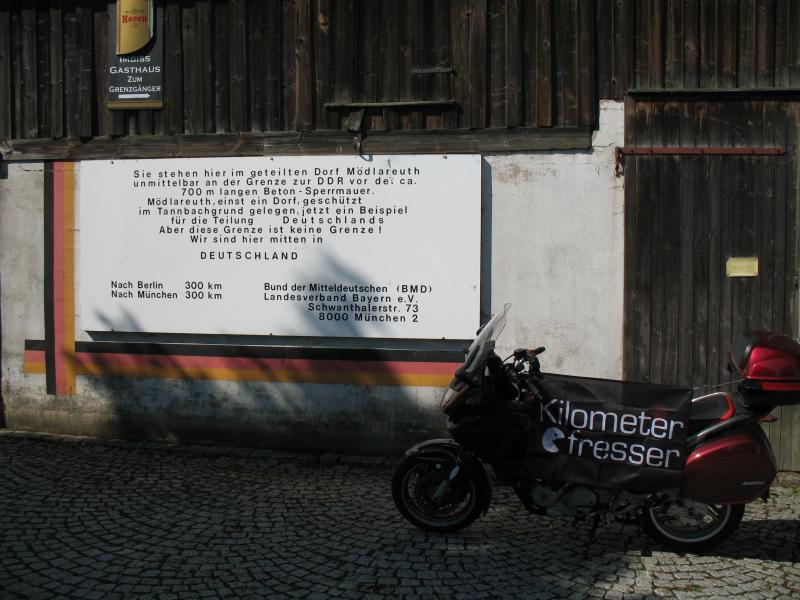 Rosen
IMBISS
GASTHAUS
ZUM
GRENZGÄNGER
Sie stehen hier im geteilten Dorf Mödlareuth
unmittelbar an der Grenze zur DDR vor der ca.
700 m langen Beton - Sperrmauer.
Mödlareuth, einst ein Dorf, geschützt
im Tannbachgrund gelegen, jetzt ein Beispiel
für die Teilung Deutschlands
Aber diese Grenze ist keine Grenze !
Wir sind hier mitten in
DEUTSCHLAND
Nach Berlin 300 km
Nach München 300 km
Bund der Mitteldeutschen (BMD)
Landesverband Bayern e.V.
Schwanthalerstr. 73
8000 München 2
Kilometer
fresser